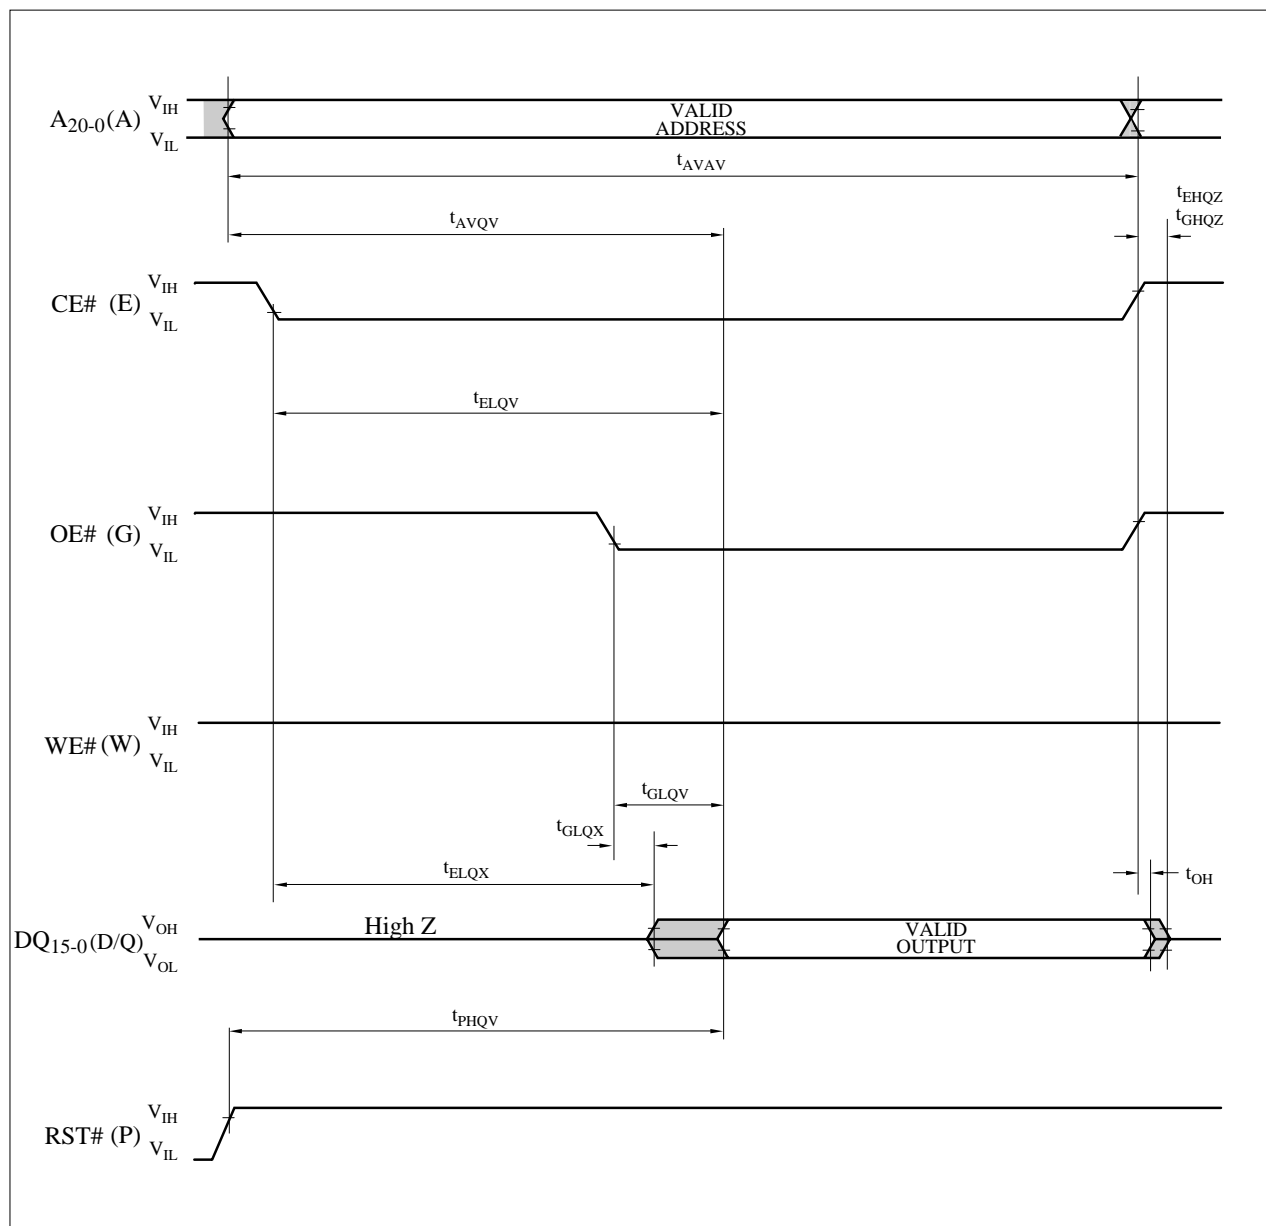 A20-0(A) VIH VALID
VIL ADDRESS
tAVAV
tEHQZ
tAVQV tGHQZ
VIH
CE# (E)
VIL
tELQV
VIH
OE# (G)
VIL
VIH
WE# (W)
VIL
tGLQV
tGLQX
tELQX tOH
VOH High Z VALID
DQ15-0(D/Q) OUTPUT
VOL
tPHQV
VIH
RST# (P)
VIL